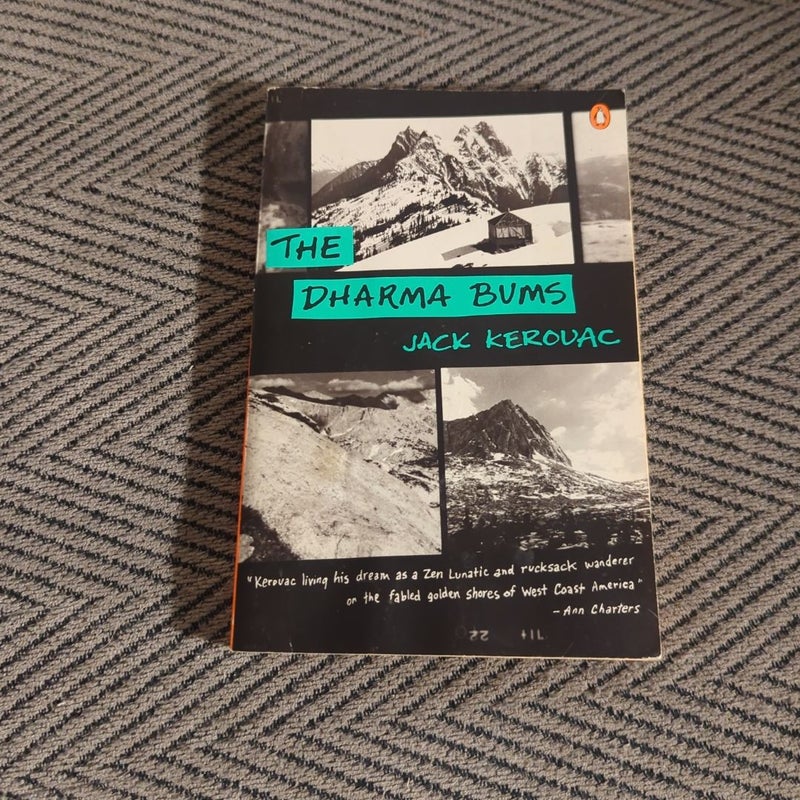 THE
DHARMA BUMS
JACK KEROUAC
"Kerouac living his dream as a Zen Lunatic and rucksack wanderer
on the fabled golden shores of West Coast America"
– Ann Charters